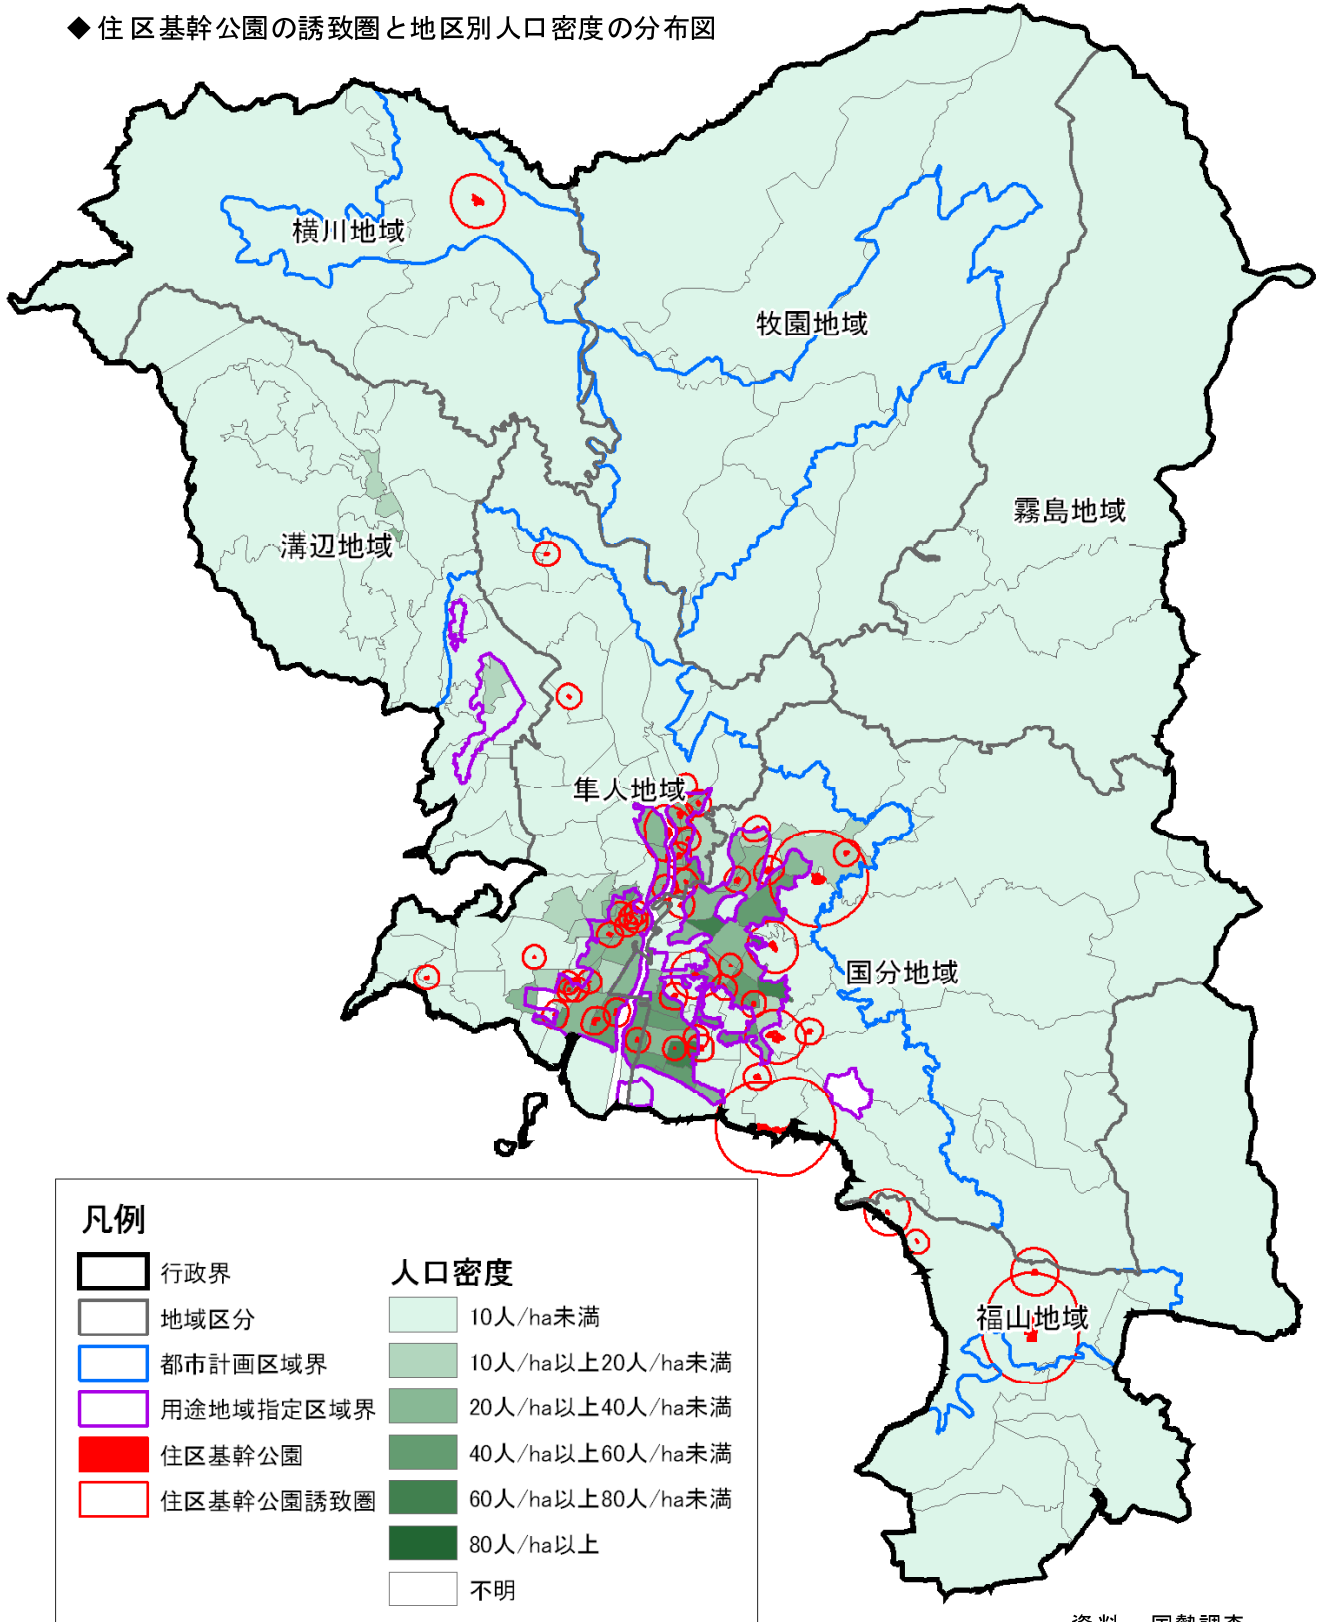 ◆住区基幹公園の誘致圏と地区別人口密度の分布図
横川地域
牧園地域
霧島地域
溝辺地域
隼人地域
国分地域
福山地域
凡例
行政界
地域区分
都市計画区域界
用途地域指定区域界
住区基幹公園
住区基幹公園誘致圏
人口密度
10人/ha未満
10人/ha以上20人/ha未満
20人/ha以上40人/ha未満
40人/ha以上60人/ha未満
60人/ha以上80人/ha未満
80人/ha以上
不明
資料 国勢調査